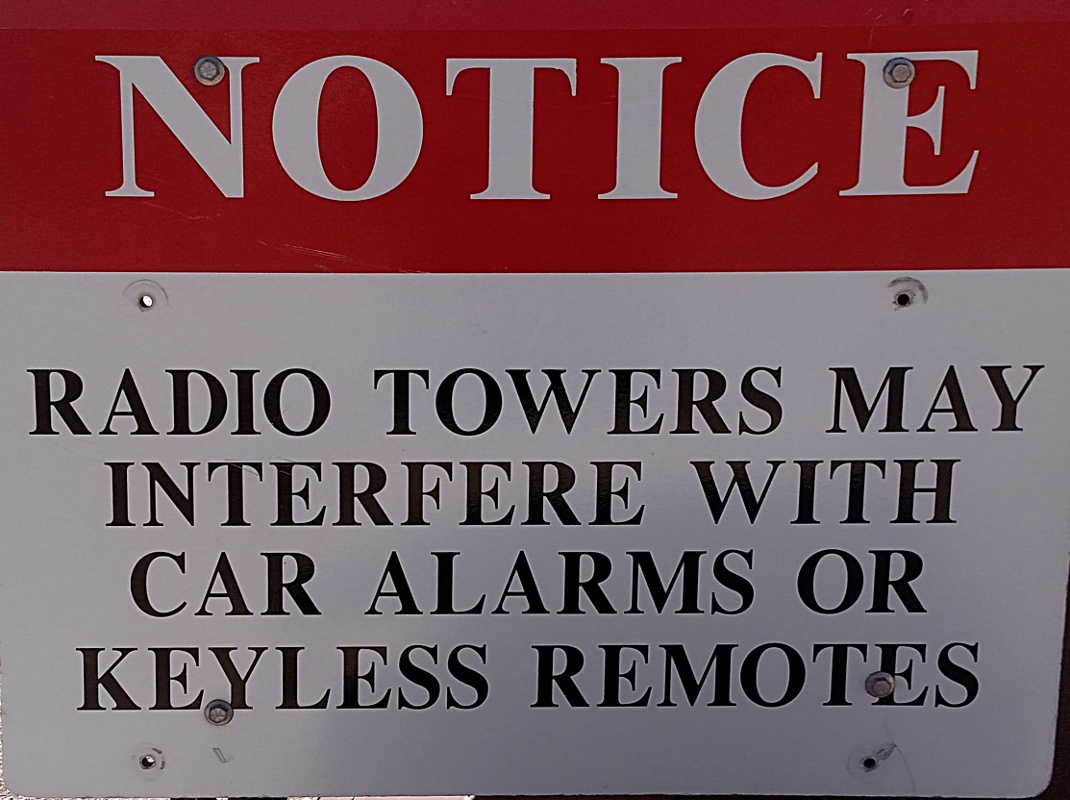 NOTICE
RADIO TOWERS MAY
INTERFERE WITH
CAR ALARMS OR
KEYLESS REMOTES